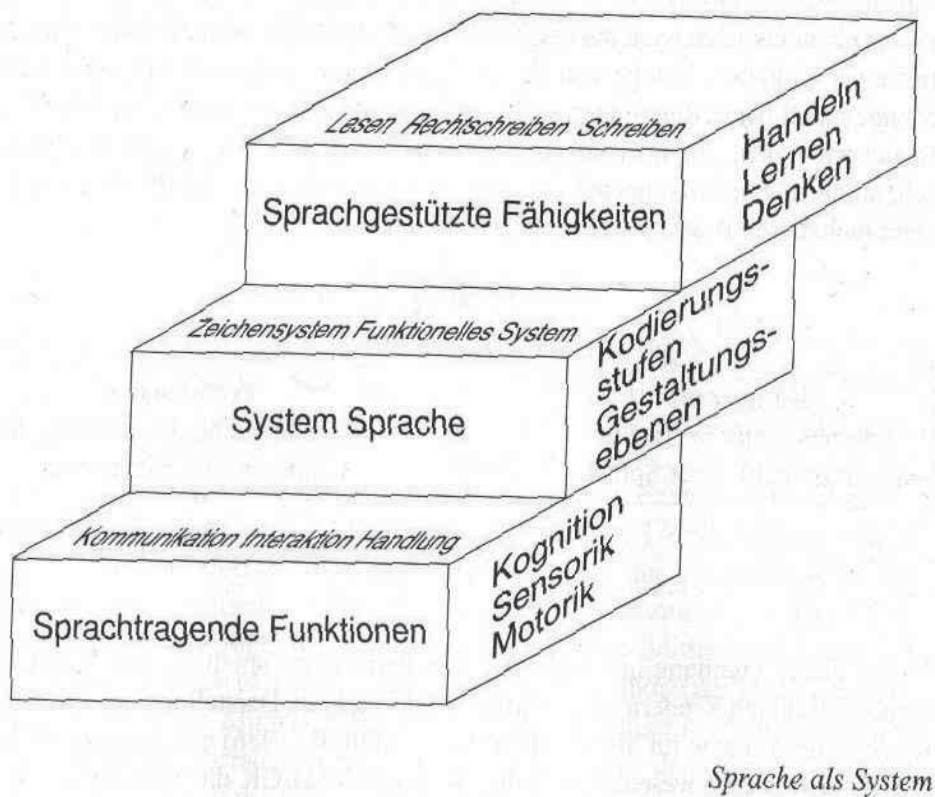 Lesen Rechtschreiben Schreiben
Handeln
Lernen
Denken
Sprachgestützte Fähigkeiten
Zeichensystem Funktionelles System
Kodierungs-
stufen
Gestaltungs-
ebenen
System Sprache
Kommunikation Interaktion Handlung
Kognition
Sensorik
Motorik
Sprachtragende Funktionen
Sprache als System